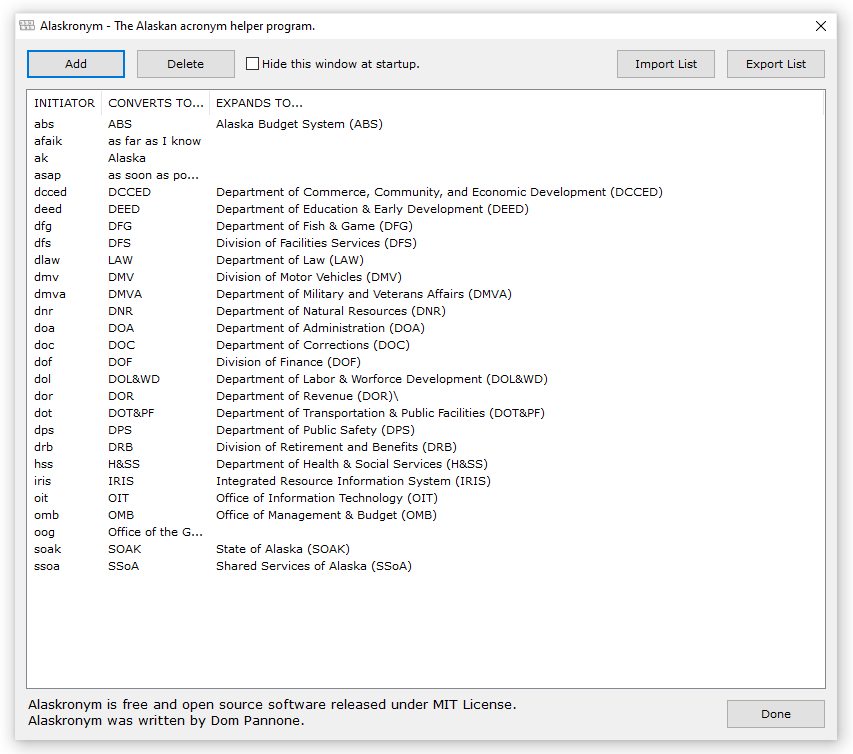 Alaskronym - The Alaskan acronym helper program.
Add Delete Hide this window at startup. Import List Export List
INITIATOR CONVERTS TO... EXPANDS TO...
abs ABS Alaska Budget System (ABS)
afaik as far as I know
ak Alaska
asap as soon as po...
dcced DCCED Department of Commerce, Community, and Economic Development (DCCED)
deed DEED Department of Education & Early Development (DEED)
dfg DFG Department of Fish & Game (DFG)
dfs DFS Division of Facilities Services (DFS)
dlaw LAW Department of Law (LAW)
dmv DMV Division of Motor Vehicles (DMV)
dmva DMVA Department of Military and Veterans Affairs (DMVA)
dnr DNR Department of Natural Resources (DNR)
doa DOA Department of Administration (DOA)
doc DOC Department of Corrections (DOC)
dof DOF Division of Finance (DOF)
dol DOL&WD Department of Labor & Worforce Development (DOL&WD)
dor DOR Department of Revenue (DOR)\
dot DOT&PF Department of Transportation & Public Facilities (DOT&PF)
dps DPS Department of Public Safety (DPS)
drb DRB Division of Retirement and Benefits (DRB)
hss H&SS Department of Health & Social Services (H&SS)
iris IRIS Integrated Resource Information System (IRIS)
oit OIT Office of Information Technology (OIT)
omb OMB Office of Management & Budget (OMB)
oog Office of the G...
soak SOAK State of Alaska (SOAK)
ssoa SSoA Shared Services of Alaska (SSoA)
Alaskronym is free and open source software released under MIT License.
Alaskronym was written by Dom Pannone.
Done